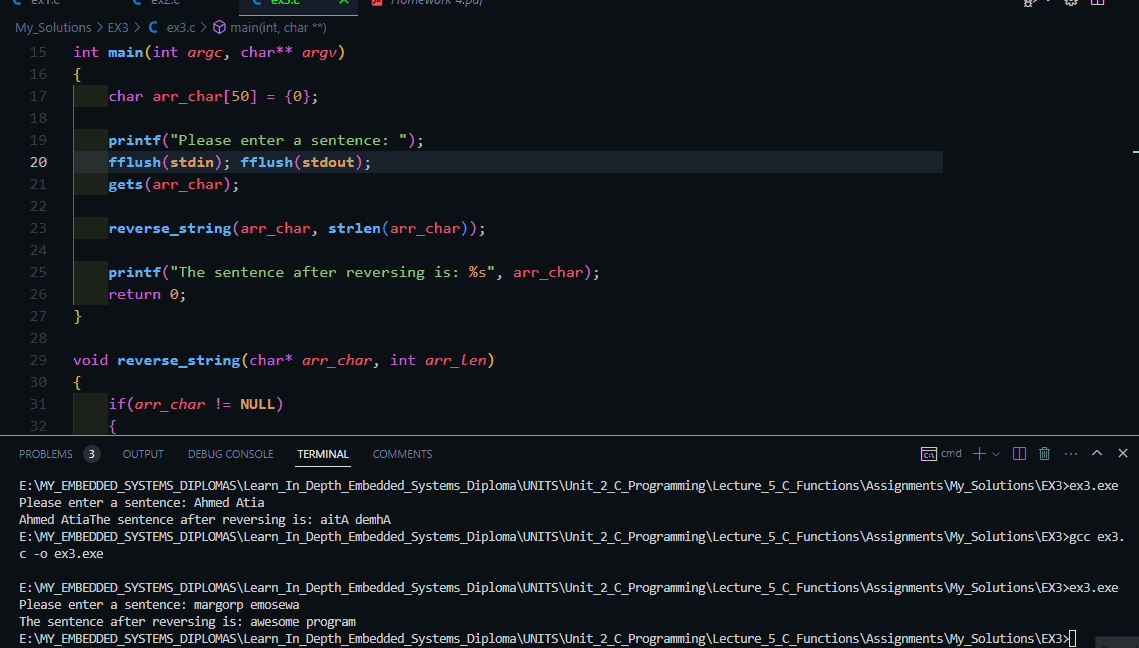 ex1.c ex2.c ex3.c Homework 4.pdf
My_Solutions > EX3 > C ex3.c > main(int, char **)
15 int main(int argc, char** argv)
16 {
17 char arr_char[50] = {0};
18
19 printf("Please enter a sentence: ");
20 fflush(stdin); fflush(stdout);
21 gets(arr_char);
22
23 reverse_string(arr_char, strlen(arr_char));
24
25 printf("The sentence after reversing is: %s", arr_char);
26 return 0;
27 }
28
29 void reverse_string(char* arr_char, int arr_len)
30 {
31 if(arr_char != NULL)
32 {
PROBLEMS 3 OUTPUT DEBUG CONSOLE TERMINAL COMMENTS cmd
E:\MY_EMBEDDED_SYSTEMS_DIPLOMAS\Learn_In_Depth_Embedded_Systems_Diploma\UNITS\Unit_2_C_Programming\Lecture_5_C_Functions\Assignments\My_Solutions\EX3>ex3.exe
Please enter a sentence: Ahmed Atia
Ahmed AtiaThe sentence after reversing is: aitA demhA
E:\MY_EMBEDDED_SYSTEMS_DIPLOMAS\Learn_In_Depth_Embedded_Systems_Diploma\UNITS\Unit_2_C_Programming\Lecture_5_C_Functions\Assignments\My_Solutions\EX3>gcc ex3.
c -o ex3.exe
E:\MY_EMBEDDED_SYSTEMS_DIPLOMAS\Learn_In_Depth_Embedded_Systems_Diploma\UNITS\Unit_2_C_Programming\Lecture_5_C_Functions\Assignments\My_Solutions\EX3>ex3.exe
Please enter a sentence: margorp emosewa
The sentence after reversing is: awesome program
E:\MY_EMBEDDED_SYSTEMS_DIPLOMAS\Learn_In_Depth_Embedded_Systems_Diploma\UNITS\Unit_2_C_Programming\Lecture_5_C_Functions\Assignments\My_Solutions\EX3>